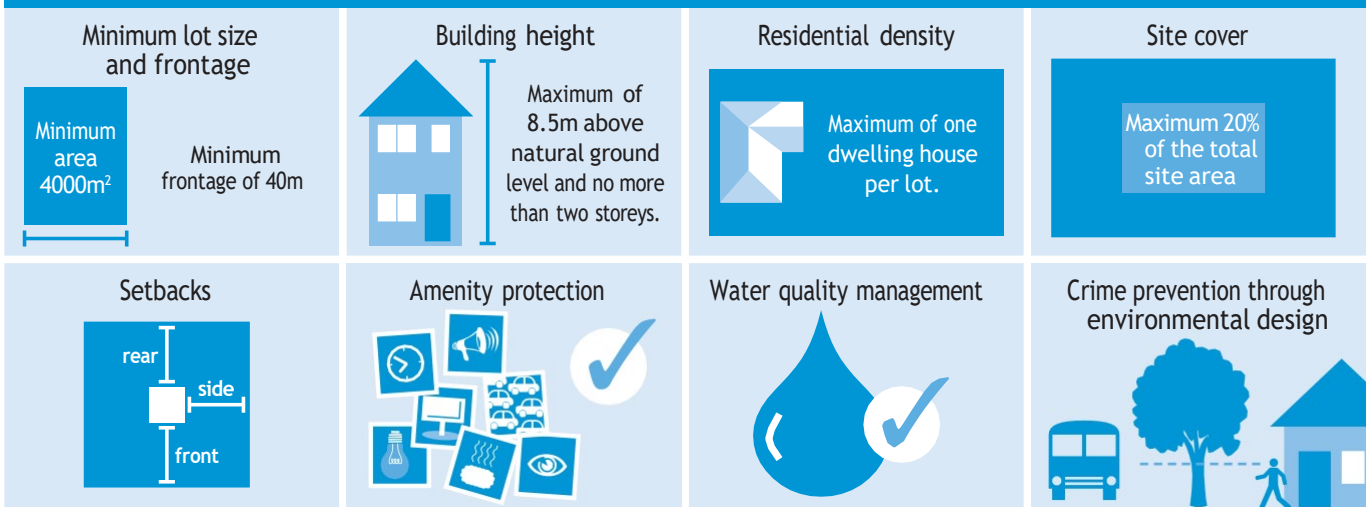 Minimum lot size
and frontage
Minimum
area
4000m²
Minimum
frontage of 40m
Building height
Maximum of
8.5m above
natural ground
level and no more
than two storeys.
Residential density
Maximum of one
dwelling house
per lot.
Site cover
Maximum 20%
of the total
site area
Setbacks
rear
side
front
Amenity protection
Water quality management
Crime prevention through
environmental design